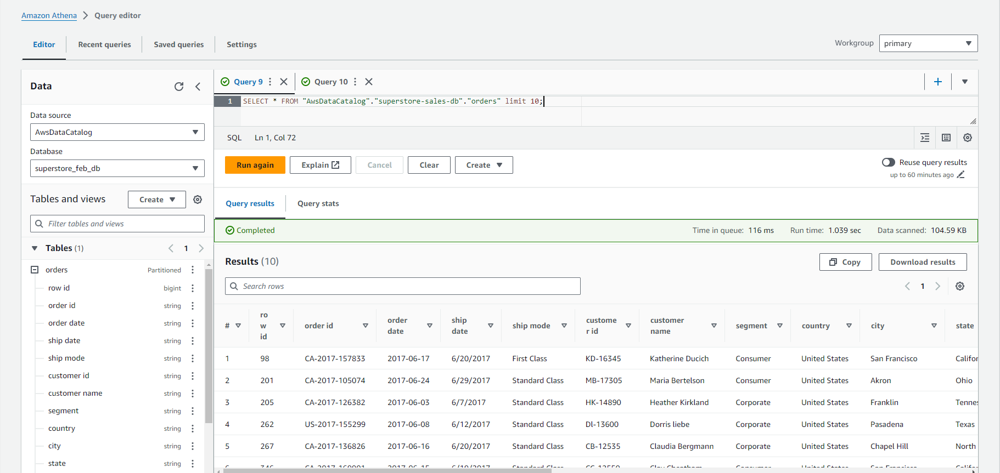 Amazon Athena > Query editor
Editor Recent queries Saved queries Settings
Workgroup primary
Data
Data source
AwsDataCatalog
Database
superstore_feb_db
Tables and views Create
Filter tables and views
Tables (1) 1
orders Partitioned
row id bigint
order id string
order date string
ship date string
ship mode string
customer id string
customer name string
segment string
country string
city string
state string
Query 9 Query 10
1 SELECT * FROM "AwsDataCatalog"."superstore-sales-db"."orders" limit 10;
SQL Ln 1, Col 72
Run again Explain Cancel Clear Create
Reuse query results
up to 60 minutes ago
Query results Query stats
Completed Time in queue: 116 ms Run time: 1.039 sec Data scanned: 104.59 KB
Results (10) Copy Download results
Search rows 1
# row id order id order date ship date ship mode customer id customer name segment country city state
1 98 CA-2017-157833 2017-06-17 6/20/2017 First Class KD-16345 Katherine Ducich Consumer United States San Francisco Califor
2 201 CA-2017-105074 2017-06-24 6/29/2017 Standard Class MB-17305 Maria Bertelson Consumer United States Akron Ohio
3 205 CA-2017-126382 2017-06-03 6/7/2017 Standard Class HK-14890 Heather Kirkland Corporate United States Franklin Tennes
4 262 US-2017-155299 2017-06-08 6/12/2017 Standard Class Dl-13600 Dorris liebe Corporate United States Pasadena Texas
5 267 CA-2017-136826 2017-06-16 6/20/2017 Standard Class CB-12535 Claudia Bergmann Corporate United States Chapel Hill North